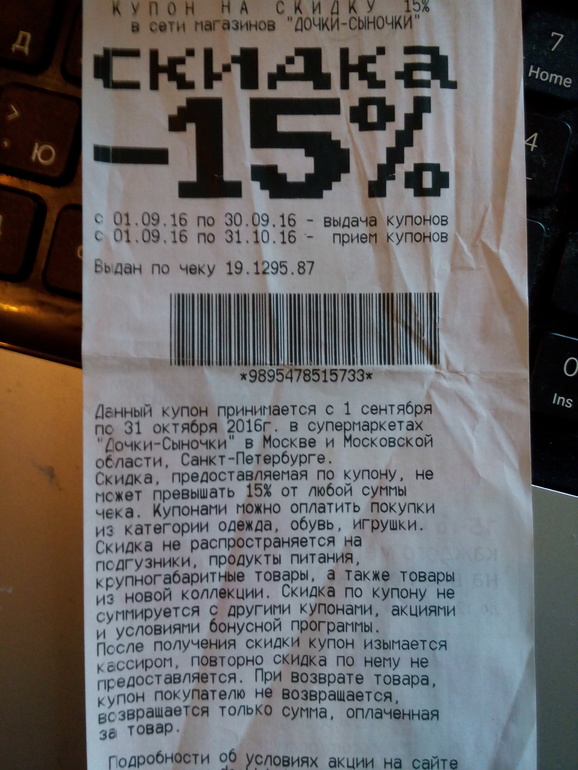 КУПОН НА СКИДКУ 15%
в сети магазинов "ДОЧКИ-СЫНОЧКИ"
скидка
-15%
с 01.09.16 по 30.09.16 - выдача купонов
с 01.09.16 по 31.10.16 - прием купонов
Выдан по чеку 19.1295.87
*9895478515733*
Данный купон принимается с 1 сентября
по 31 октября 2016г. в супермаркетах
"Дочки-Сыночки" в Москве и Московской
области, Санкт-Петербурге.
Скидка, предоставляемая по купону, не
может превышать 15% от любой суммы
чека. Купонами можно оплатить покупки
из категории одежда, обувь, игрушки.
Скидка не распространяется на
подгузники, продукты питания,
крупногабаритные товары, а также товары
из новой коллекции. Скидка по купону не
суммируется с другими купонами, акциями
и условиями бонусной программы.
После получения скидки купон изымается
кассиром, повторно скидка по нему не
предоставляется. При возврате товара,
купон покупателю не возвращается,
возвращается только сумма, оплаченная
за товар.
Подробности об условиях акции на сайте
Д
>
Ю
7
Home
4
0
Ins